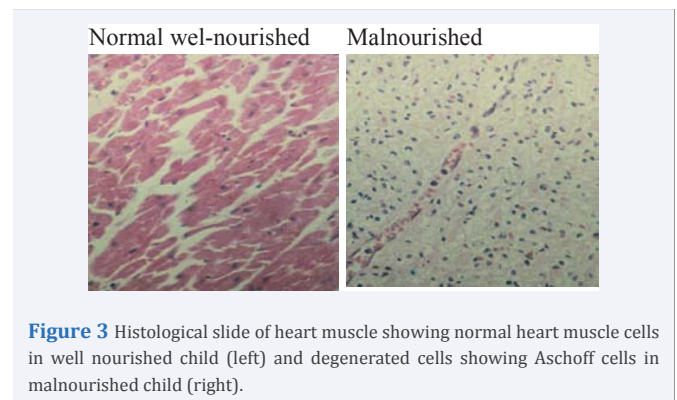 Normal wel-nourished Malnourished
Figure 3 Histological slide of heart muscle showing normal heart muscle cells
in well nourished child (left) and degenerated cells showing Aschoff cells in
malnourished child (right).